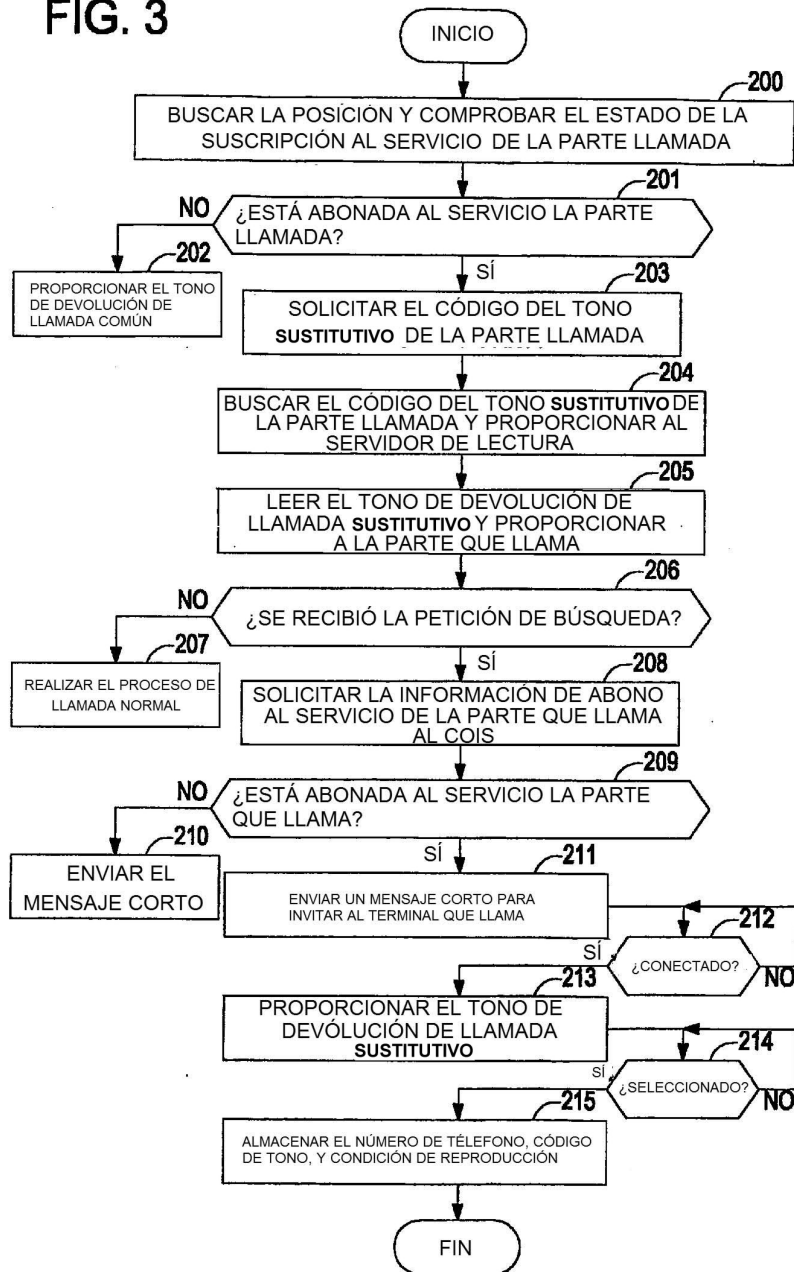 FIG. 3
INICIO
200
BUSCAR LA POSICIÓN Y COMPROBAR EL ESTADO DE LA
SUSCRIPCIÓN AL SERVICIO DE LA PARTE LLAMADA
201
NO
¿ESTÁ ABONADA AL SERVICIO LA PARTE
LLAMADA?
202
PROPORCIONAR EL TONO
DE DEVOLUCIÓN DE
LLAMADA COMÚN
SÍ
203
SOLICITAR EL CÓDIGO DEL TONO
SUSTITUTIVO DE LA PARTE LLAMADA
204
BUSCAR EL CÓDIGO DEL TONO SUSTITUTIVO DE
LA PARTE LLAMADA Y PROPORCIONAR AL
SERVIDOR DE LECTURA
205
LEER EL TONO DE DEVOLUCIÓN DE
LLAMADA SUSTITUTIVO Y PROPORCIONAR
A LA PARTE QUE LLAMA
206
NO
¿SE RECIBIÓ LA PETICIÓN DE BÚSQUEDA?
207
REALIZAR EL PROCESO DE
LLAMADA NORMAL
SÍ
208
SOLICITAR LA INFORMACIÓN DE ABONO
AL SERVICIO DE LA PARTE QUE LLAMA
AL COIS
209
NO
¿ESTÁ ABONADA AL SERVICIO LA PARTE
QUE LLAMA?
210
ENVIAR EL
MENSAJE CORTO
SÍ
211
ENVIAR UN MENSAJE CORTO PARA
INVITAR AL TERMINAL QUE LLAMA
212
SÍ
¿CONECTADO?
NO
213
PROPORCIONAR EL TONO DE
DEVÓLUCIÓN DE LLAMADA
SUSTITUTIVO
214
SÍ
¿SELECCIONADO?
NO
215
ALMACENAR EL NÚMERO DE TÉLEFONO, CÓDIGO
DE TONO, Y CONDICIÓN DE REPRODUCCIÓN
FIN